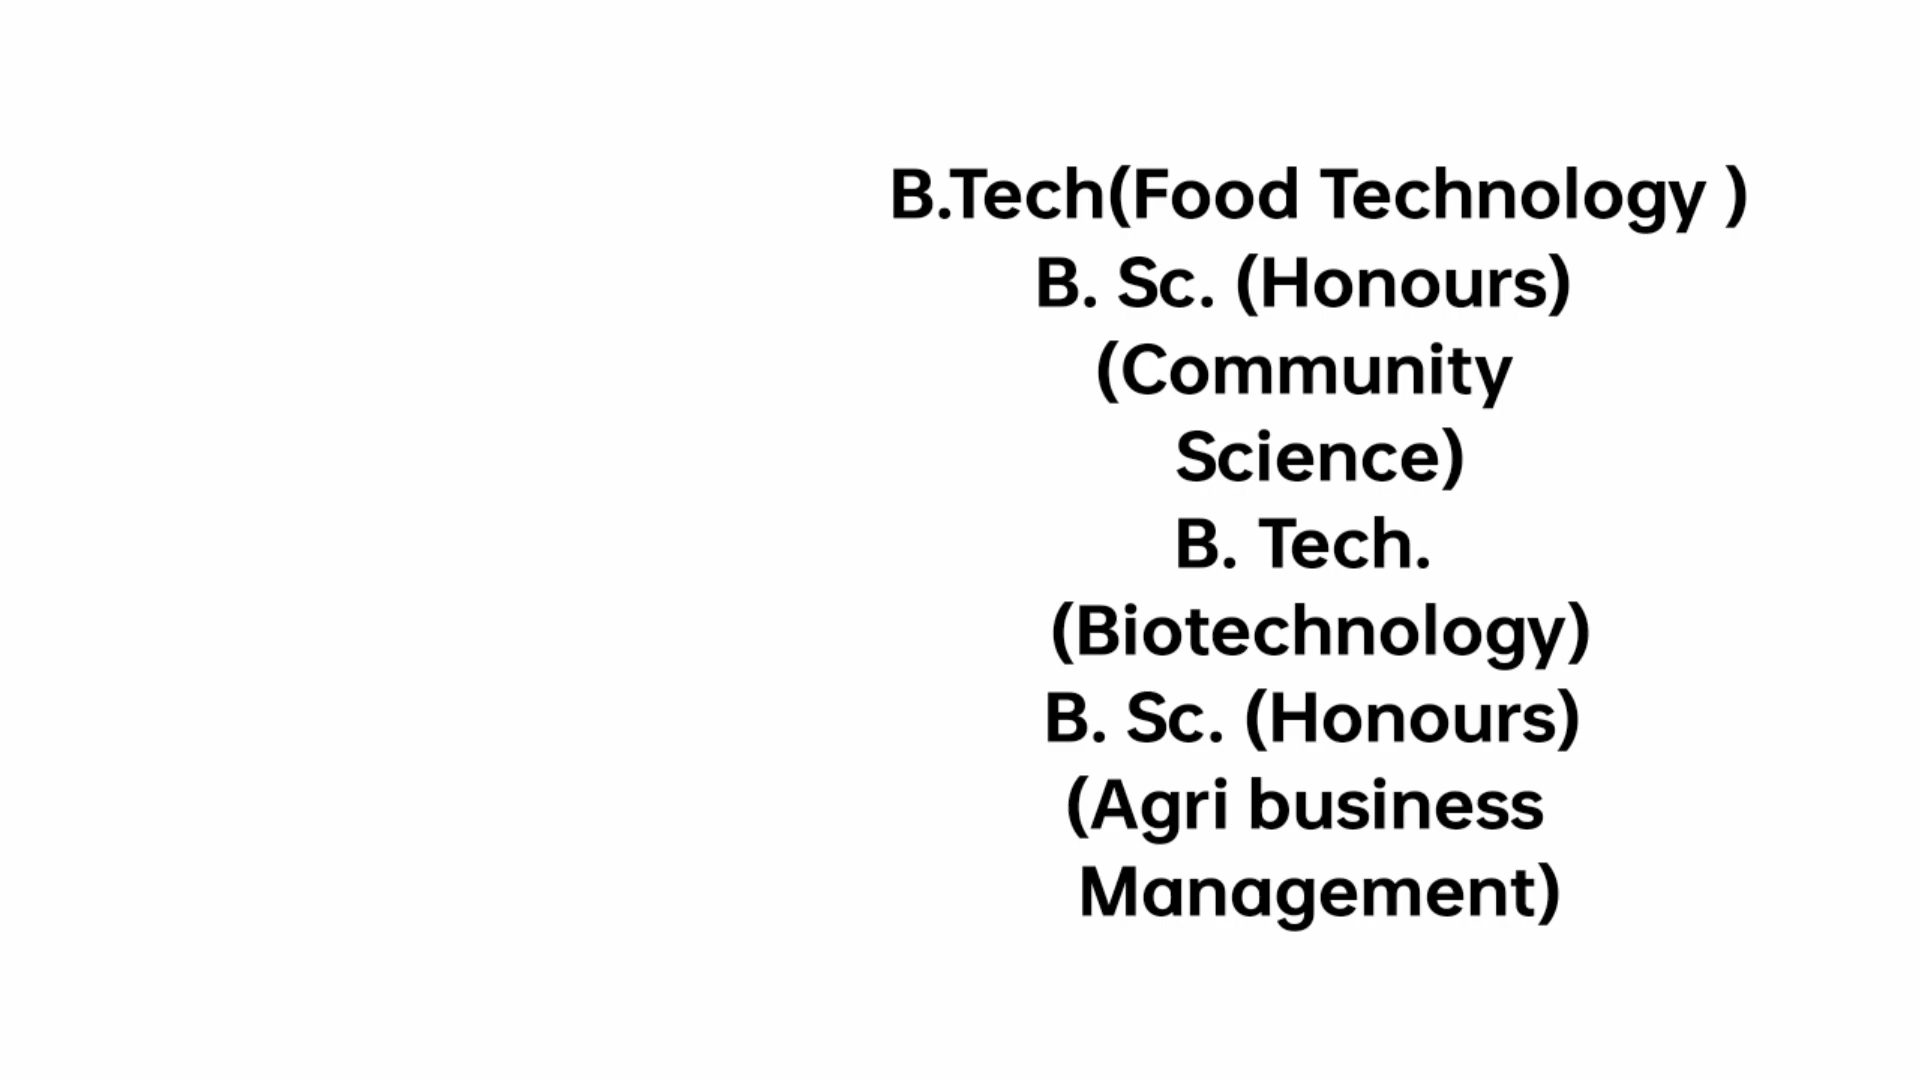 B.Tech(Food Technology )
B. Sc. (Honours)
(Community
Science)
B. Tech.
(Biotechnology)
B. Sc. (Honours)
(Agri business
Management)